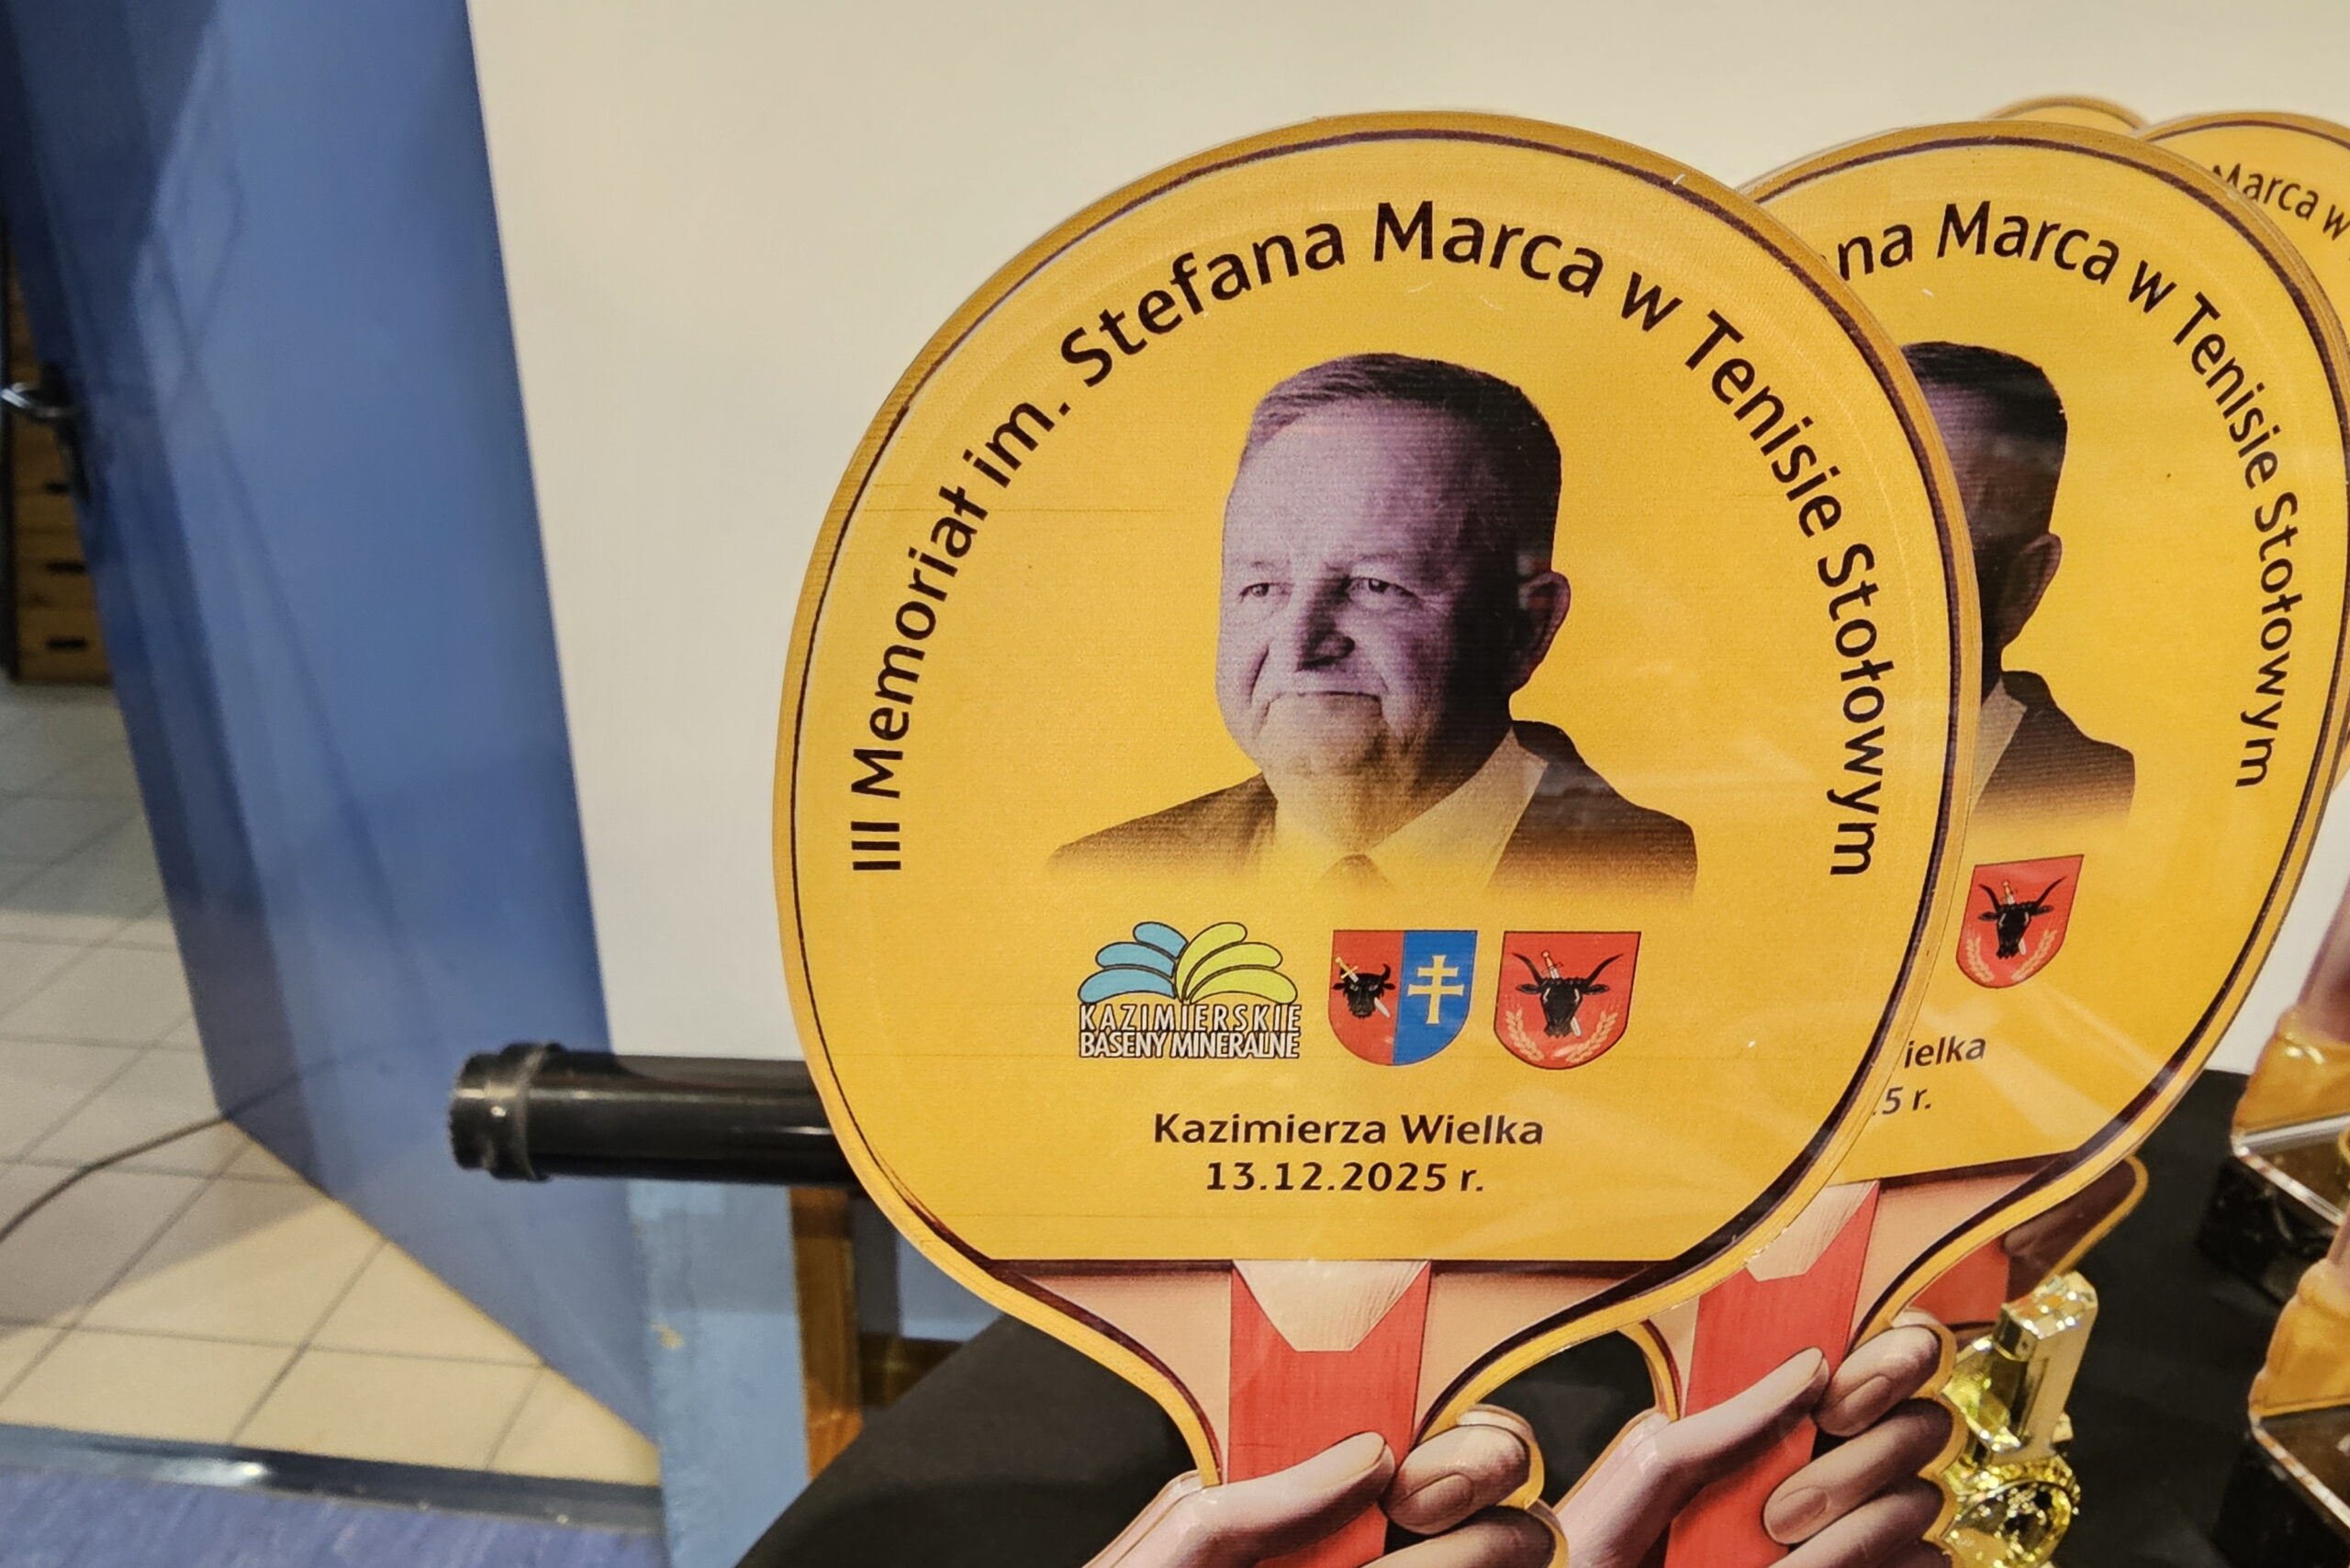 III Memoriał im. Stefana Marca w Tenisie Stołowym
KAZIMIERSKIE
BASENY MINERALNE
Kazimierza Wielka
13.12.2025 r.
na Marca w Tenisie Stołowym
ielka
5 r.
Marca w